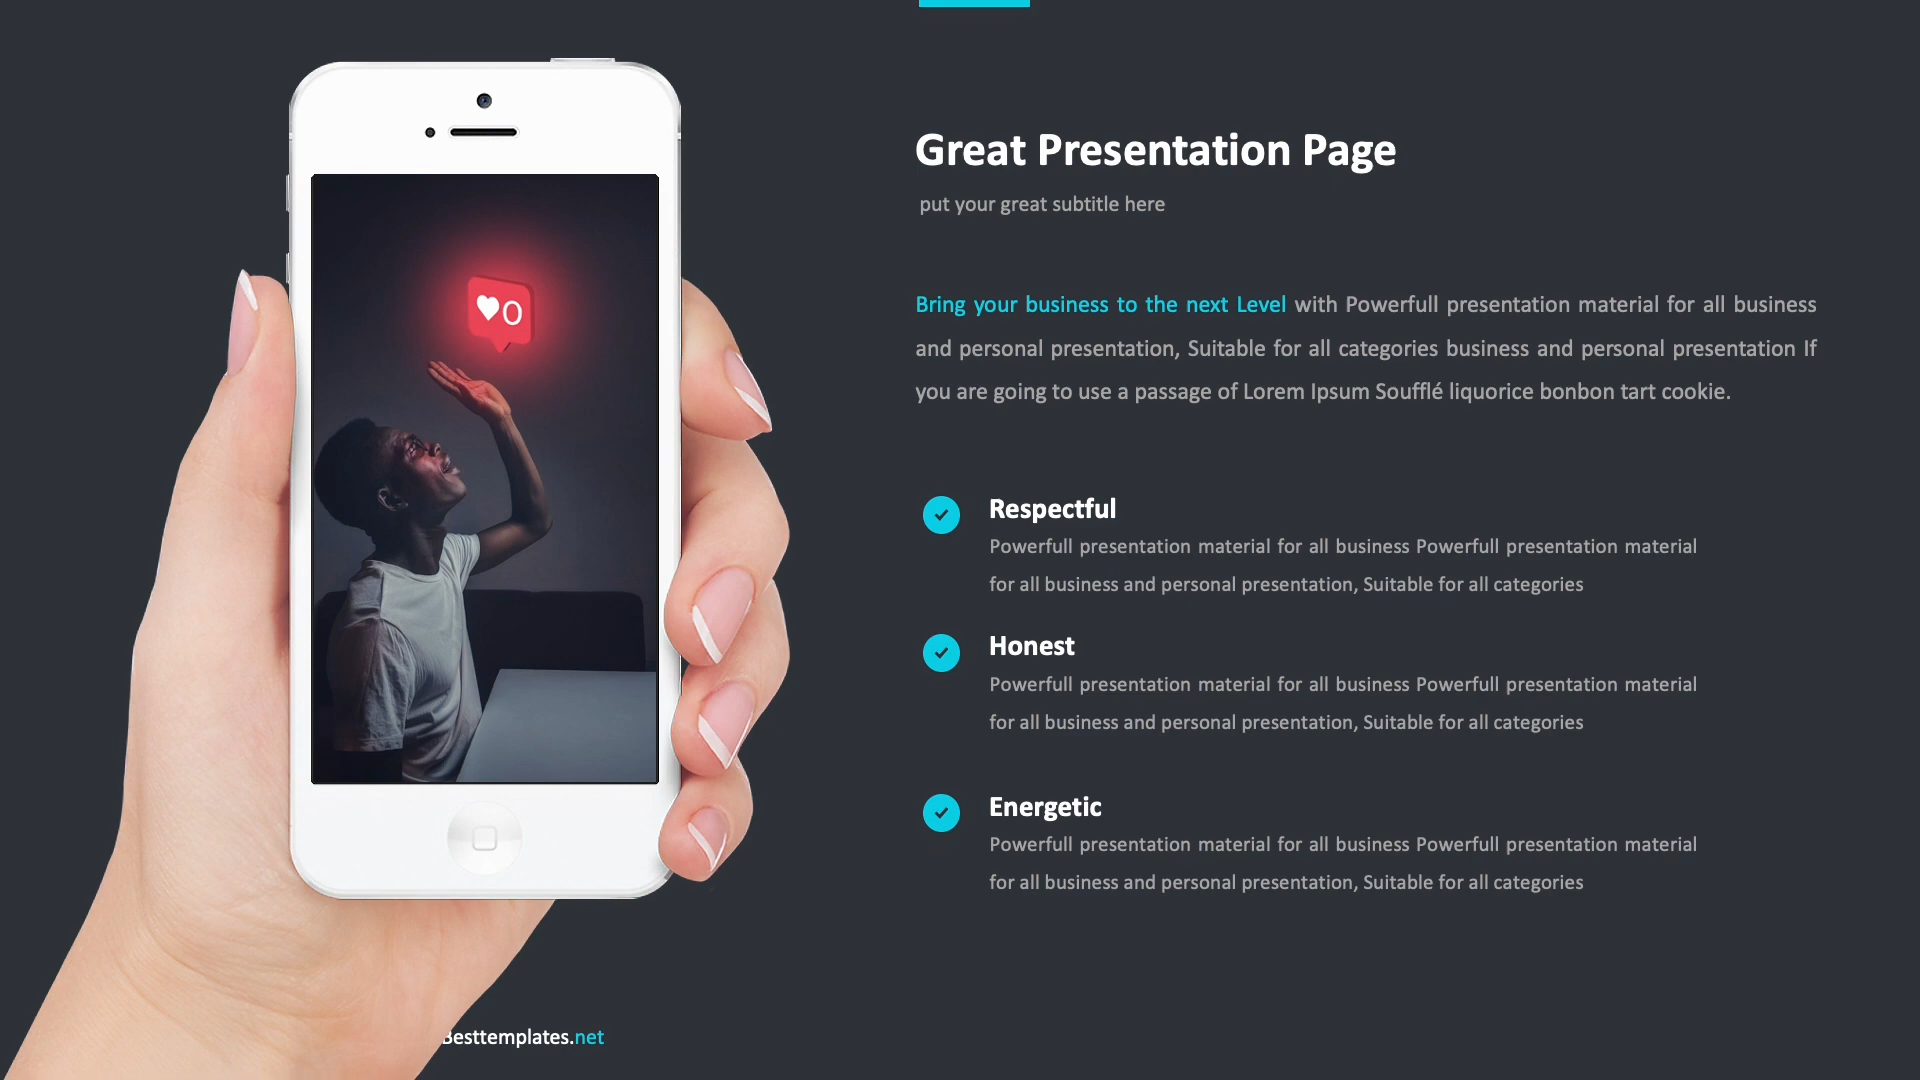 Great Presentation Page
put your great subtitle here
Bring your business to the next Level with Powerfull presentation material for all business
and personal presentation, Suitable for all categories business and personal presentation If
you are going to use a passage of Lorem Ipsum Soufflé liquorice bonbon tart cookie.
Respectful
Powerfull presentation material for all business Powerfull presentation material
for all business and personal presentation, Suitable for all categories
Honest
Powerfull presentation material for all business Powerfull presentation material
for all business and personal presentation, Suitable for all categories
Energetic
Powerfull presentation material for all business Powerfull presentation material
for all business and personal presentation, Suitable for all categories
0
Besttemplates.net